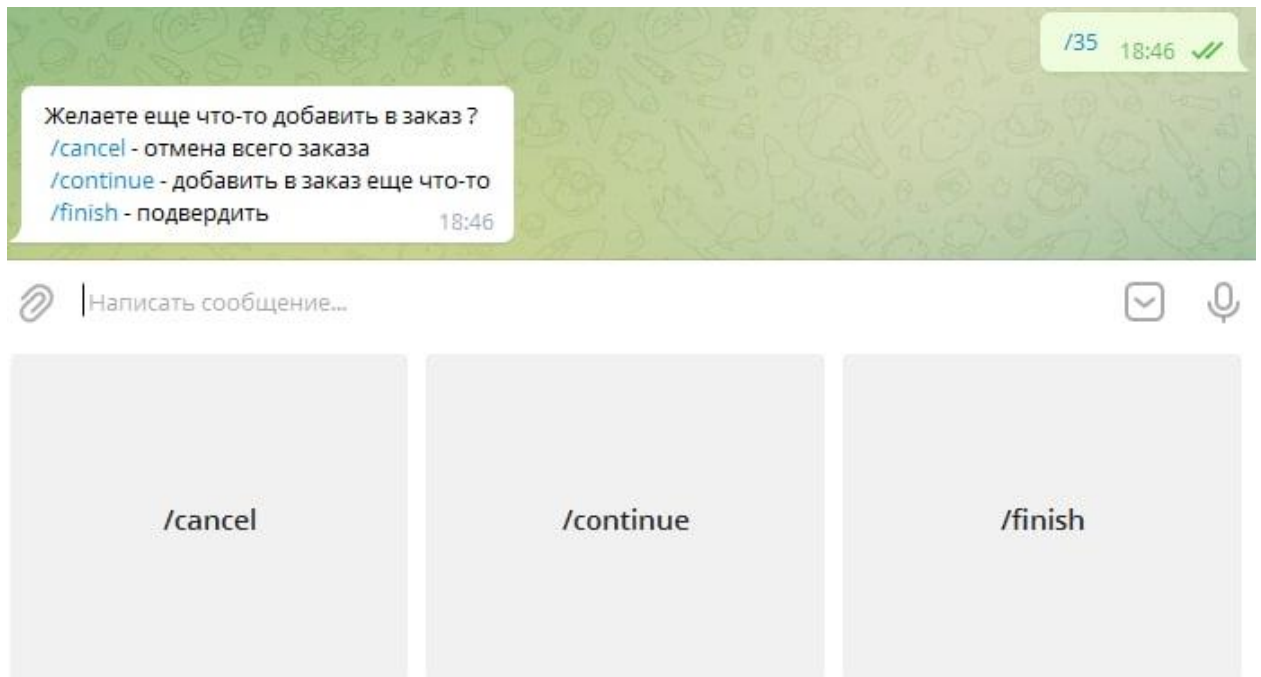 /35 18:46
Желаете еще что-то добавить в заказ ?
/cancel - отмена всего заказа
/continue - добавить в заказ еще что-то
/finish - подвердить 18:46
Написать сообщение...
/cancel /continue /finish